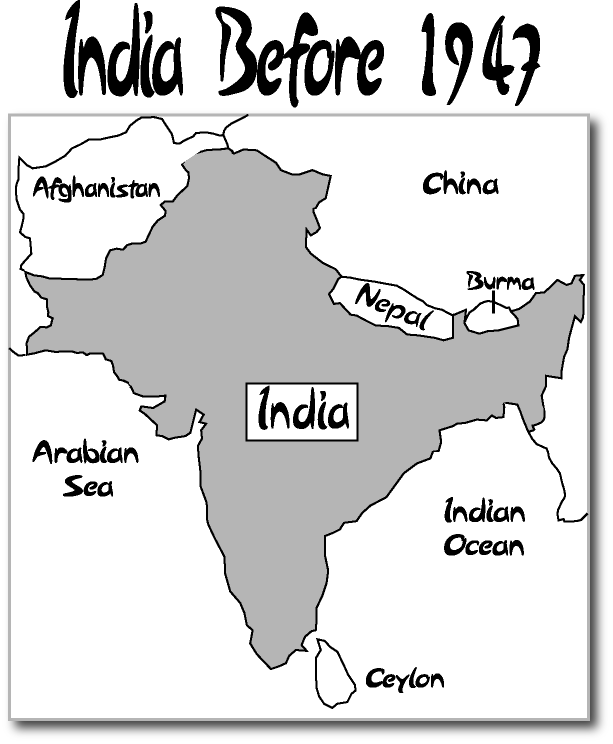 India Before 1947
Afghanistan
China
Burma
Nepal
India
Arabian
Sea
Indian
Ocean
Ceylon